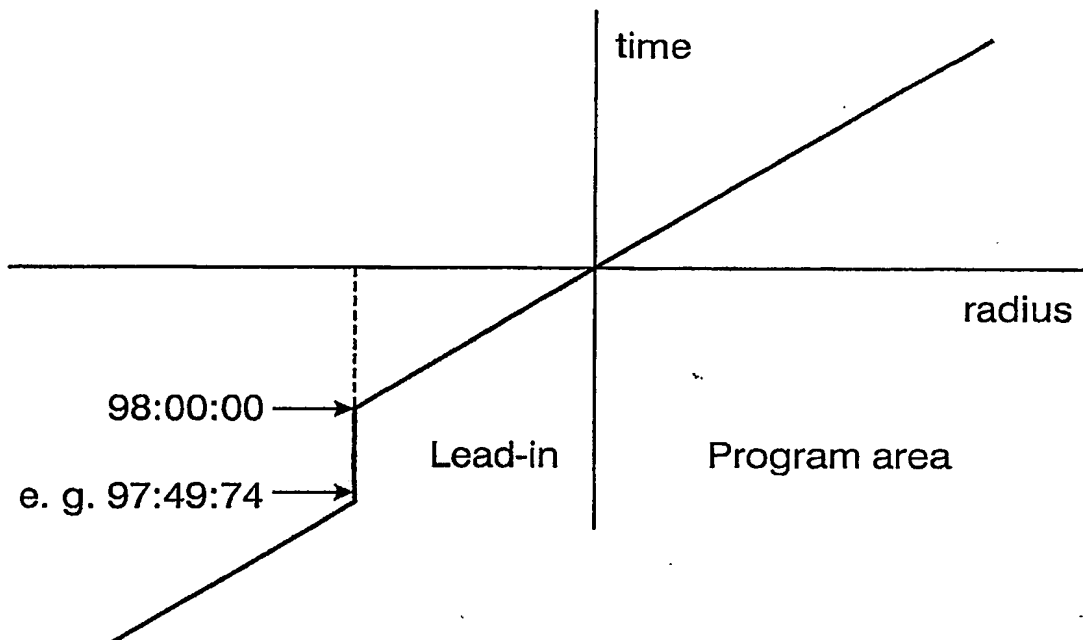 time
radius
98:00:00
Lead-in
Program area
e. g. 97:49:74